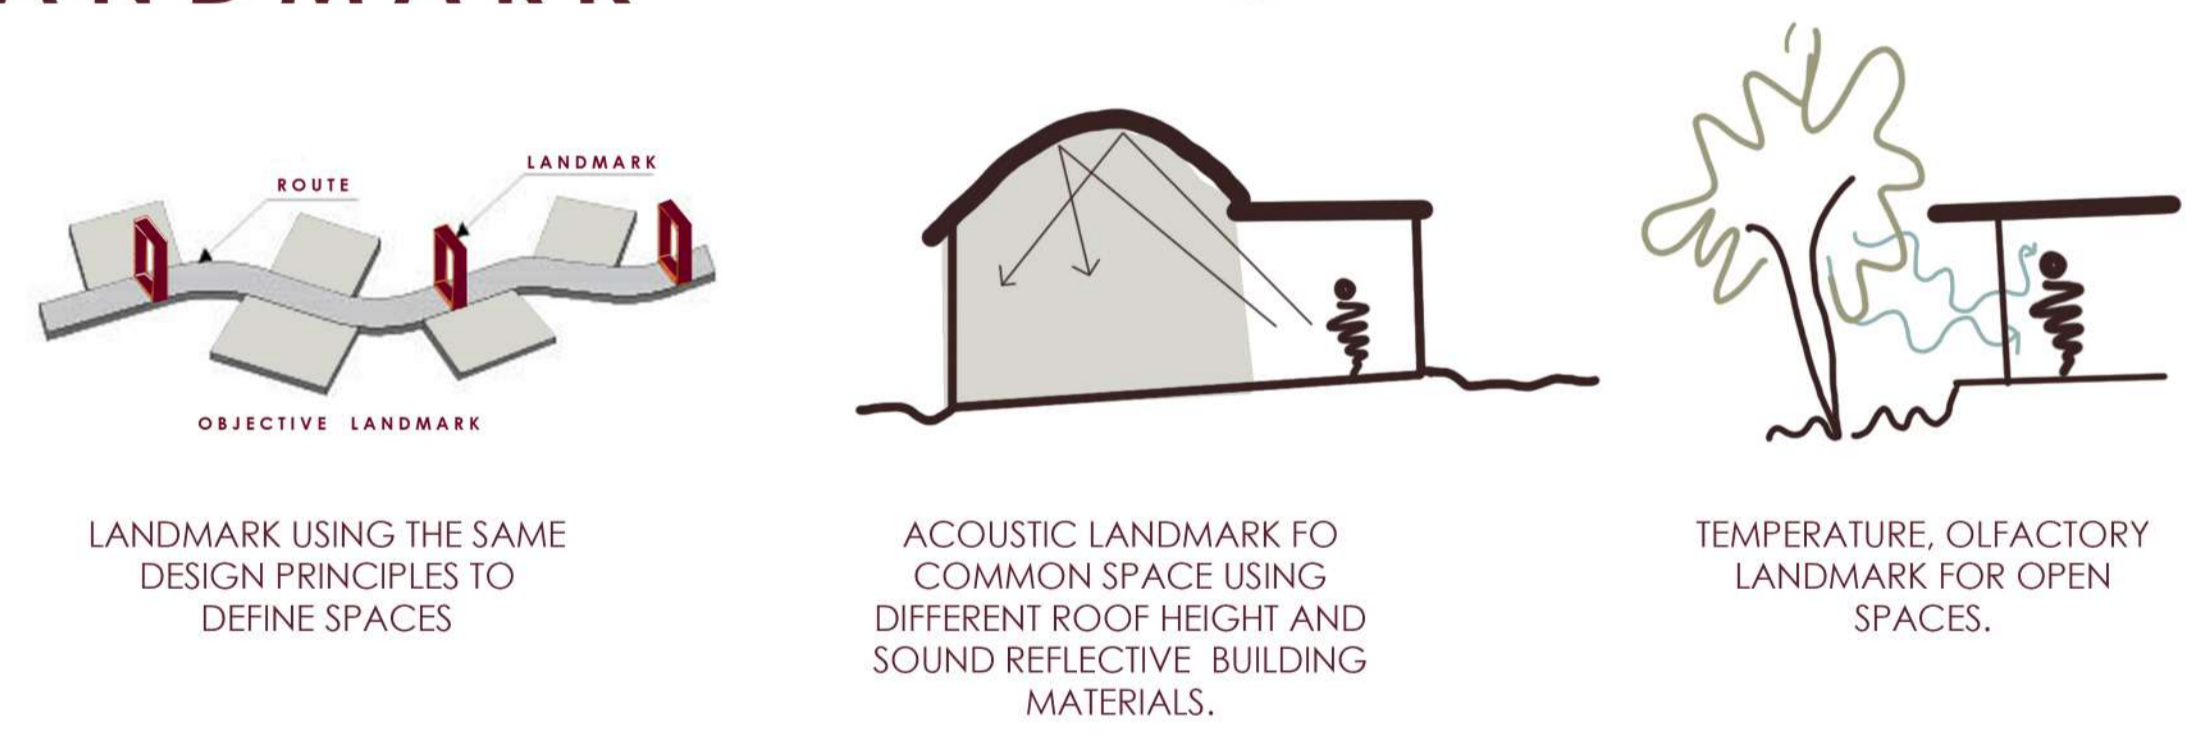 ANDMARK
ROUTE
LANDMARK
OBJECTIVE LANDMARK
LANDMARK USING THE SAME
DESIGN PRINCIPLES TO
DEFINE SPACES
ACOUSTIC LANDMARK FO
COMMON SPACE USING
DIFFERENT ROOF HEIGHT AND
SOUND REFLECTIVE BUILDING
MATERIALS.
TEMPERATURE, OLFACTORY
LANDMARK FOR OPEN
SPACES.